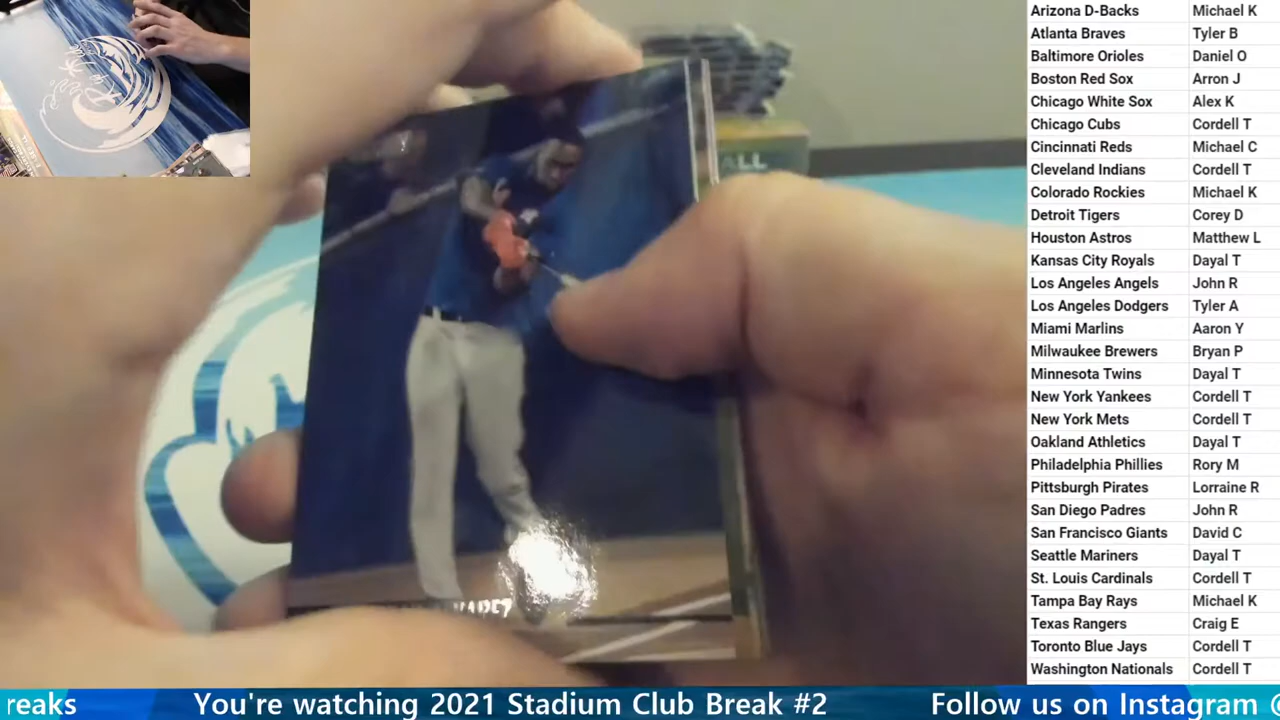 Arizona D-Backs Michael K
Atlanta Braves Tyler B
Baltimore Orioles Daniel O
Boston Red Sox Arron J
Chicago White Sox Alex K
Chicago Cubs Cordell T
Cincinnati Reds Michael C
Cleveland Indians Cordell T
Colorado Rockies Michael K
Detroit Tigers Corey D
Houston Astros Matthew L
Kansas City Royals Dayal T
Los Angeles Angels John R
Los Angeles Dodgers Tyler A
Miami Marlins Aaron Y
Milwaukee Brewers Bryan P
Minnesota Twins Dayal T
New York Yankees Cordell T
New York Mets Cordell T
Oakland Athletics Dayal T
Philadelphia Phillies Rory M
Pittsburgh Pirates Lorraine R
San Diego Padres John R
San Francisco Giants David C
Seattle Mariners Dayal T
St. Louis Cardinals Cordell T
Tampa Bay Rays Michael K
Texas Rangers Craig E
Toronto Blue Jays Cordell T
Washington Nationals Cordell T
reaks You're watching 2021 Stadium Club Break #2 Follow us on Instagram @